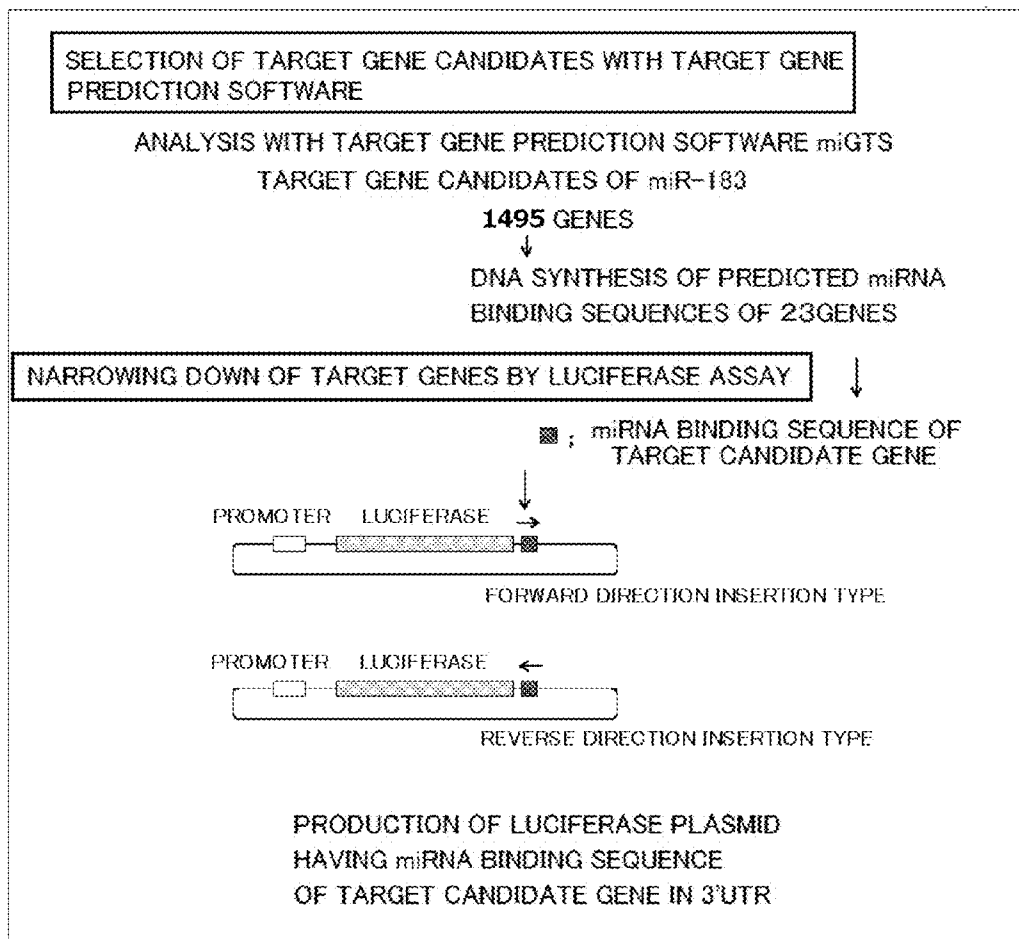 SELECTION OF TARGET GENE CANDIDATES WITH TARGET GENE
PREDICTION SOFTWARE
ANALYSIS WITH TARGET GENE PREDICTION SOFTWARE miGTS
TARGET GENE CANDIDATES OF miR-183
1495 GENES
DNA SYNTHESIS OF PREDICTED miRNA
BINDING SEQUENCES OF 23GENES
NARROWING DOWN OF TARGET GENES BY LUCIFERASE ASSAY
; miRNA BINDING SEQUENCE OF
TARGET CANDIDATE GENE
PROMOTER LUCIFERASE
FORWARD DIRECTION INSERTION TYPE
PROMOTER LUCIFERASE
REVERSE DIRECTION INSERTION TYPE
PRODUCTION OF LUCIFERASE PLASMID
HAVING miRNA BINDING SEQUENCE
OF TARGET CANDIDATE GENE IN 3'UTR